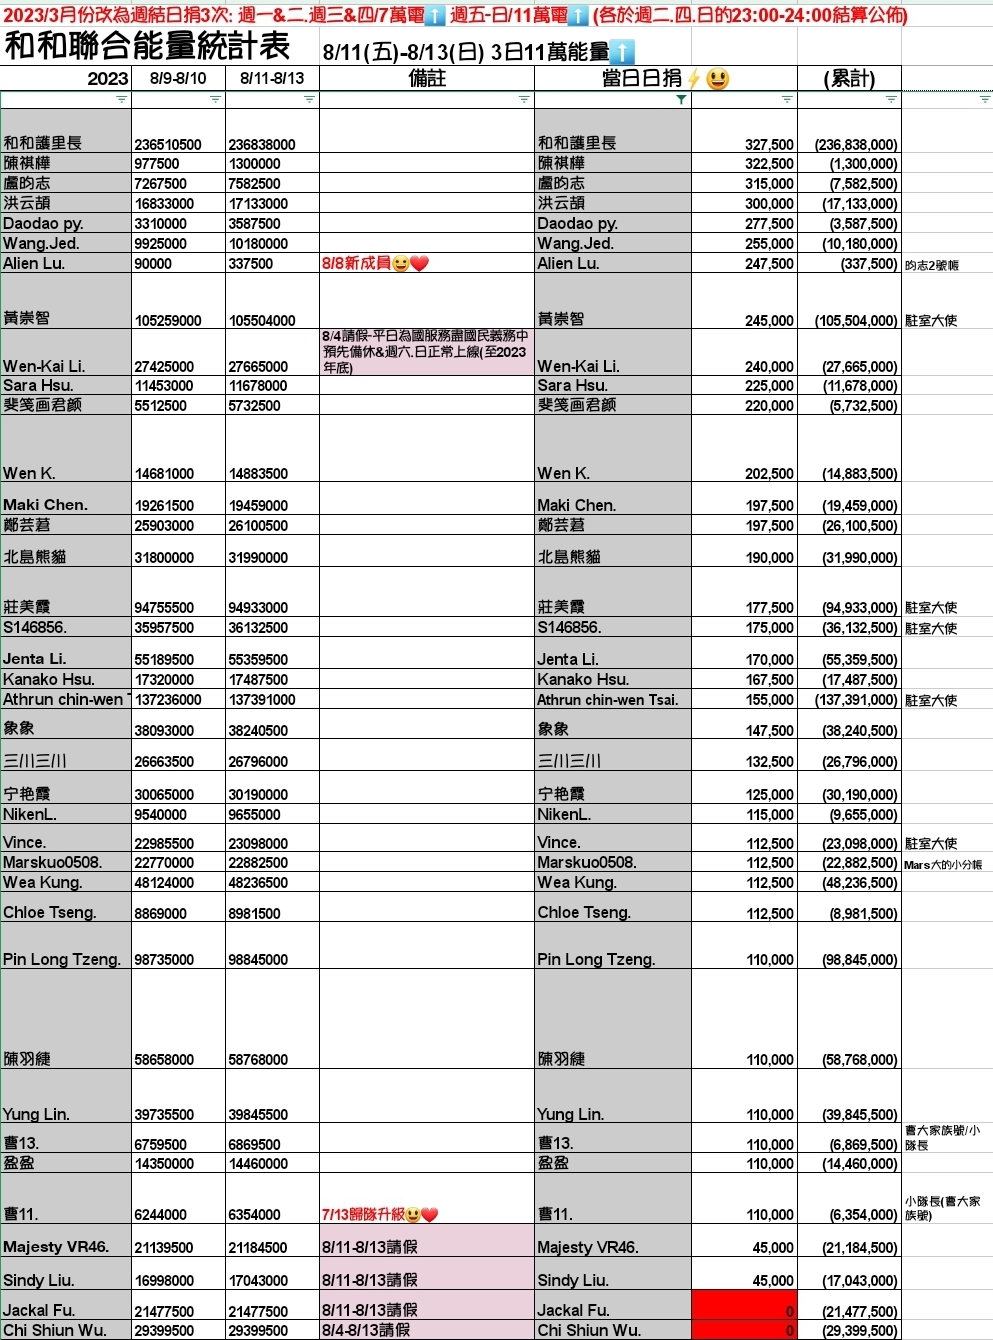 2023/3月份改為週結日捐3次: 週一&二.週三&四/7萬電⬆️ 週五-日/11萬電⬆️ (各於週二.四.日的23:00-24:00結算公佈)
和和聯合能量統計表 8/11(五)-8/13(日) 3日11萬能量⬆️
2023 8/9-8/10 8/11-8/13 備註 當日日捐⚡😃 (累計)
和和護里長 236510500 236838000 和和護里長 327,500 (236,838,000)
陳祺樺 977500 1300000 陳祺樺 322,500 (1,300,000)
盧昀志 7267500 7582500 盧昀志 315,000 (7,582,500)
洪云頡 16833000 17133000 洪云頡 300,000 (17,133,000)
Daodao py. 3310000 3587500 Daodao py. 277,500 (3,587,500)
Wang.Jed. 9925000 10180000 Wang.Jed. 255,000 (10,180,000)
Alien Lu. 90000 337500 8/8新成員😀❤️ Alien Lu. 247,500 (337,500) 昀志2號帳
黃崇智 105259000 105504000 黃崇智 245,000 (105,504,000) 駐室大使
8/4請假-平日為國服務盡國民義務中
預先備休&週六.日正常上線(至2023
年底)
Wen-Kai Li. 27425000 27665000 Wen-Kai Li. 240,000 (27,665,000)
Sara Hsu. 11453000 11678000 Sara Hsu. 225,000 (11,678,000)
斐笺画君颜 5512500 5732500 斐笺画君颜 220,000 (5,732,500)
Wen K. 14681000 14883500 Wen K. 202,500 (14,883,500)
Maki Chen. 19261500 19459000 Maki Chen. 197,500 (19,459,000)
鄭芸莙 25903000 26100500 鄭芸莙 197,500 (26,100,500)
北島熊貓 31800000 31990000 北島熊貓 190,000 (31,990,000)
莊美霞 94755500 94933000 莊美霞 177,500 (94,933,000) 駐室大使
S146856. 35957500 36132500 S146856. 175,000 (36,132,500) 駐室大使
Jenta Li. 55189500 55359500 Jenta Li. 170,000 (55,359,500)
Kanako Hsu. 17320000 17487500 Kanako Hsu. 167,500 (17,487,500)
Athrun chin-wen 137236000 137391000 Athrun chin-wen Tsai. 155,000 (137,391,000) 駐室大使
象象 38093000 38240500 象象 147,500 (38,240,500)
三川三川 26663500 26796000 三川三川 132,500 (26,796,000)
宁艳霞 30065000 30190000 宁艳霞 125,000 (30,190,000)
NikenL. 9540000 9655000 NikenL. 115,000 (9,655,000)
Vince. 22985500 23098000 Vince. 112,500 (23,098,000) 駐室大使
Marskuo0508. 22770000 22882500 Marskuo0508. 112,500 (22,882,500) Mars大的小分帳
Wea Kung. 48124000 48236500 Wea Kung. 112,500 (48,236,500)
Chloe Tseng. 8869000 8981500 Chloe Tseng. 112,500 (8,981,500)
Pin Long Tzeng. 98735000 98845000 Pin Long Tzeng. 110,000 (98,845,000)
陳羽緁 58658000 58768000 陳羽緁 110,000 (58,768,000)
Yung Lin. 39735500 39845500 Yung Lin. 110,000 (39,845,500)
曹13. 6759500 6869500 曹13. 110,000 (6,869,500) 曹大家族號/小
隊長
盈盈 14350000 14460000 盈盈 110,000 (14,460,000)
曹11. 6244000 6354000 7/13歸隊升級😃❤️ 曹11. 110,000 (6,354,000) 小隊長(曹大家
族號)
Majesty VR46. 21139500 21184500 8/11-8/13請假 Majesty VR46. 45,000 (21,184,500)
Sindy Liu. 16998000 17043000 8/11-8/13請假 Sindy Liu. 45,000 (17,043,000)
Jackal Fu. 21477500 21477500 8/11-8/13請假 Jackal Fu. 0 (21,477,500)
Chi Shiun Wu. 29399500 29399500 8/4-8/13請假 Chi Shiun Wu. 0 (29,399,500)